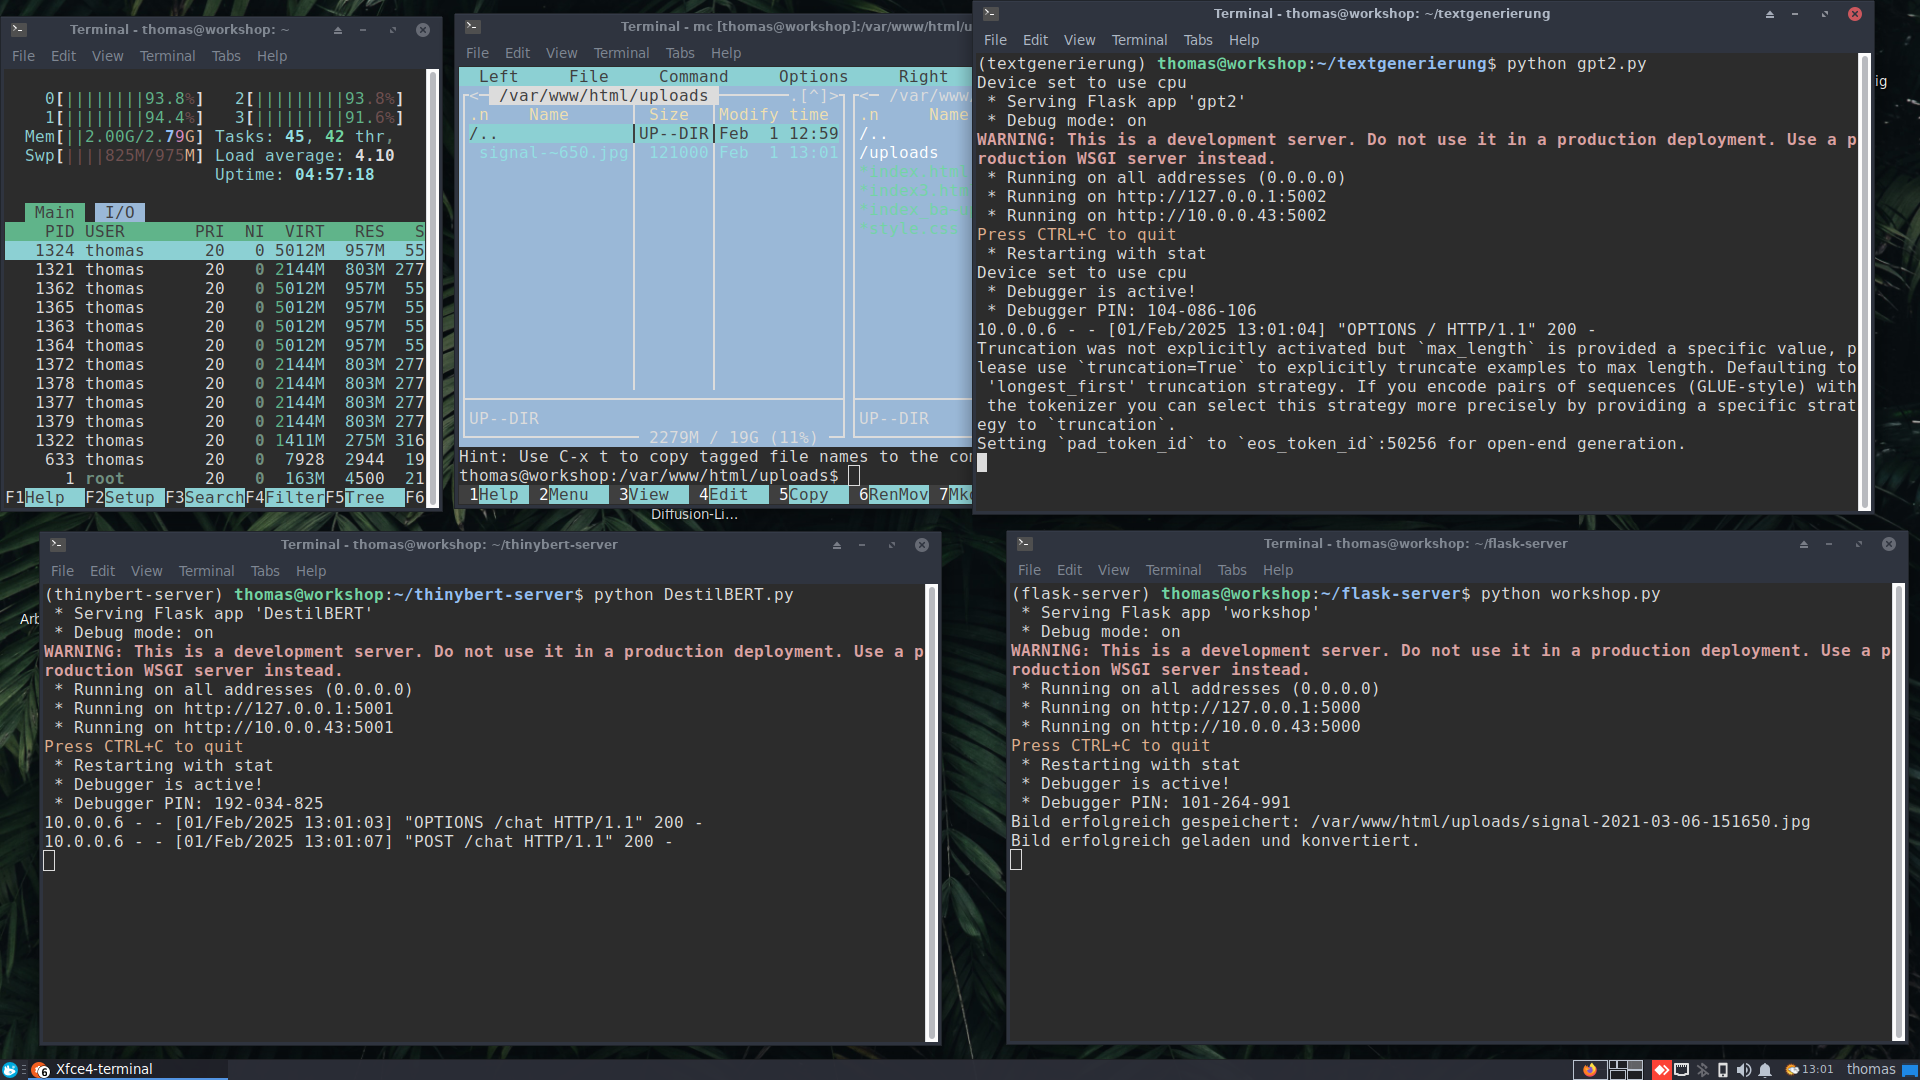 Terminal - thomas@workshop: ~
File Edit View Terminal Tabs Help
0[||||||||93.8%] 2[|||||||||93.8%]
1[||||||||94.4%] 3[|||||||||91.6%]
Mem[||2.00G/2.79G] Tasks: 45, 42 thr,
Swp[||||825M/975M] Load average: 4.10
Uptime: 04:57:18
Main I/O
PID USER PRI NI VIRT RES S
1324 thomas 20 0 5012M 957M 55
1321 thomas 20 0 2144M 803M 277
1362 thomas 20 0 5012M 957M 55
1365 thomas 20 0 5012M 957M 55
1363 thomas 20 0 5012M 957M 55
1364 thomas 20 0 5012M 957M 55
1372 thomas 20 0 2144M 803M 277
1378 thomas 20 0 2144M 803M 277
1377 thomas 20 0 2144M 803M 277
1379 thomas 20 0 2144M 803M 277
1322 thomas 20 0 1411M 275M 316
633 thomas 20 0 7928 2944 19
1 root 20 0 163M 4500 21
F1Help F2Setup F3SearchF4FilterF5Tree F6
Terminal - mc [thomas@workshop]:/var/www/html/u
File Edit View Terminal Tabs Help
Left File Command Options Right
<─ /var/www/html/uploads .[^]> <─ /var/www
.n Name Size Modify time .n Name
/.. UP--DIR Feb 1 12:59 /..
signal-~650.jpg 121000 Feb 1 13:01 /uploads
UP--DIR UP--DIR
2279M / 19G (11%)
Hint: Use C-x t to copy tagged file names to the co
thomas@workshop:/var/www/html/uploads$
1Help 2Menu 3View 4Edit 5Copy 6RenMov 7Mk
Diffusion-Li...
Terminal - thomas@workshop: ~/textgenerierung
File Edit View Terminal Tabs Help
(textgenerierung) thomas@workshop:~/textgenerierung$ python gpt2.py
Device set to use cpu
* Serving Flask app 'gpt2'
* Debug mode: on
WARNING: This is a development server. Do not use it in a production deployment. Use a p
roduction WSGI server instead.
* Running on all addresses (0.0.0.0)
* Running on http://127.0.0.1:5002
* Running on http://10.0.0.43:5002
Press CTRL+C to quit
* Restarting with stat
Device set to use cpu
* Debugger is active!
* Debugger PIN: 104-086-106
10.0.0.6 - - [01/Feb/2025 13:01:04] "OPTIONS / HTTP/1.1" 200 -
Truncation was not explicitly activated but `max_length` is provided a specific value, p
lease use `truncation=True` to explicitly truncate examples to max length. Defaulting to
'longest_first' truncation strategy. If you encode pairs of sequences (GLUE-style) with
the tokenizer you can select this strategy more precisely by providing a specific strat
egy to `truncation`.
Setting `pad_token_id` to `eos_token_id`:50256 for open-end generation.
ig
Arb
Terminal - thomas@workshop: ~/thinybert-server
File Edit View Terminal Tabs Help
(thinybert-server) thomas@workshop:~/thinybert-server$ python DestilBERT.py
* Serving Flask app 'DestilBERT'
* Debug mode: on
WARNING: This is a development server. Do not use it in a production deployment. Use a p
roduction WSGI server instead.
* Running on all addresses (0.0.0.0)
* Running on http://127.0.0.1:5001
* Running on http://10.0.0.43:5001
Press CTRL+C to quit
* Restarting with stat
* Debugger is active!
* Debugger PIN: 192-034-825
10.0.0.6 - - [01/Feb/2025 13:01:03] "OPTIONS /chat HTTP/1.1" 200 -
10.0.0.6 - - [01/Feb/2025 13:01:07] "POST /chat HTTP/1.1" 200 -
Terminal - thomas@workshop: ~/flask-server
File Edit View Terminal Tabs Help
(flask-server) thomas@workshop:~/flask-server$ python workshop.py
* Serving Flask app 'workshop'
* Debug mode: on
WARNING: This is a development server. Do not use it in a production deployment. Use a p
roduction WSGI server instead.
* Running on all addresses (0.0.0.0)
* Running on http://127.0.0.1:5000
* Running on http://10.0.0.43:5000
Press CTRL+C to quit
* Restarting with stat
* Debugger is active!
* Debugger PIN: 101-264-991
Bild erfolgreich gespeichert: /var/www/html/uploads/signal-2021-03-06-151650.jpg
Bild erfolgreich geladen und konvertiert.
6 Xfce4-terminal
13:01 thomas